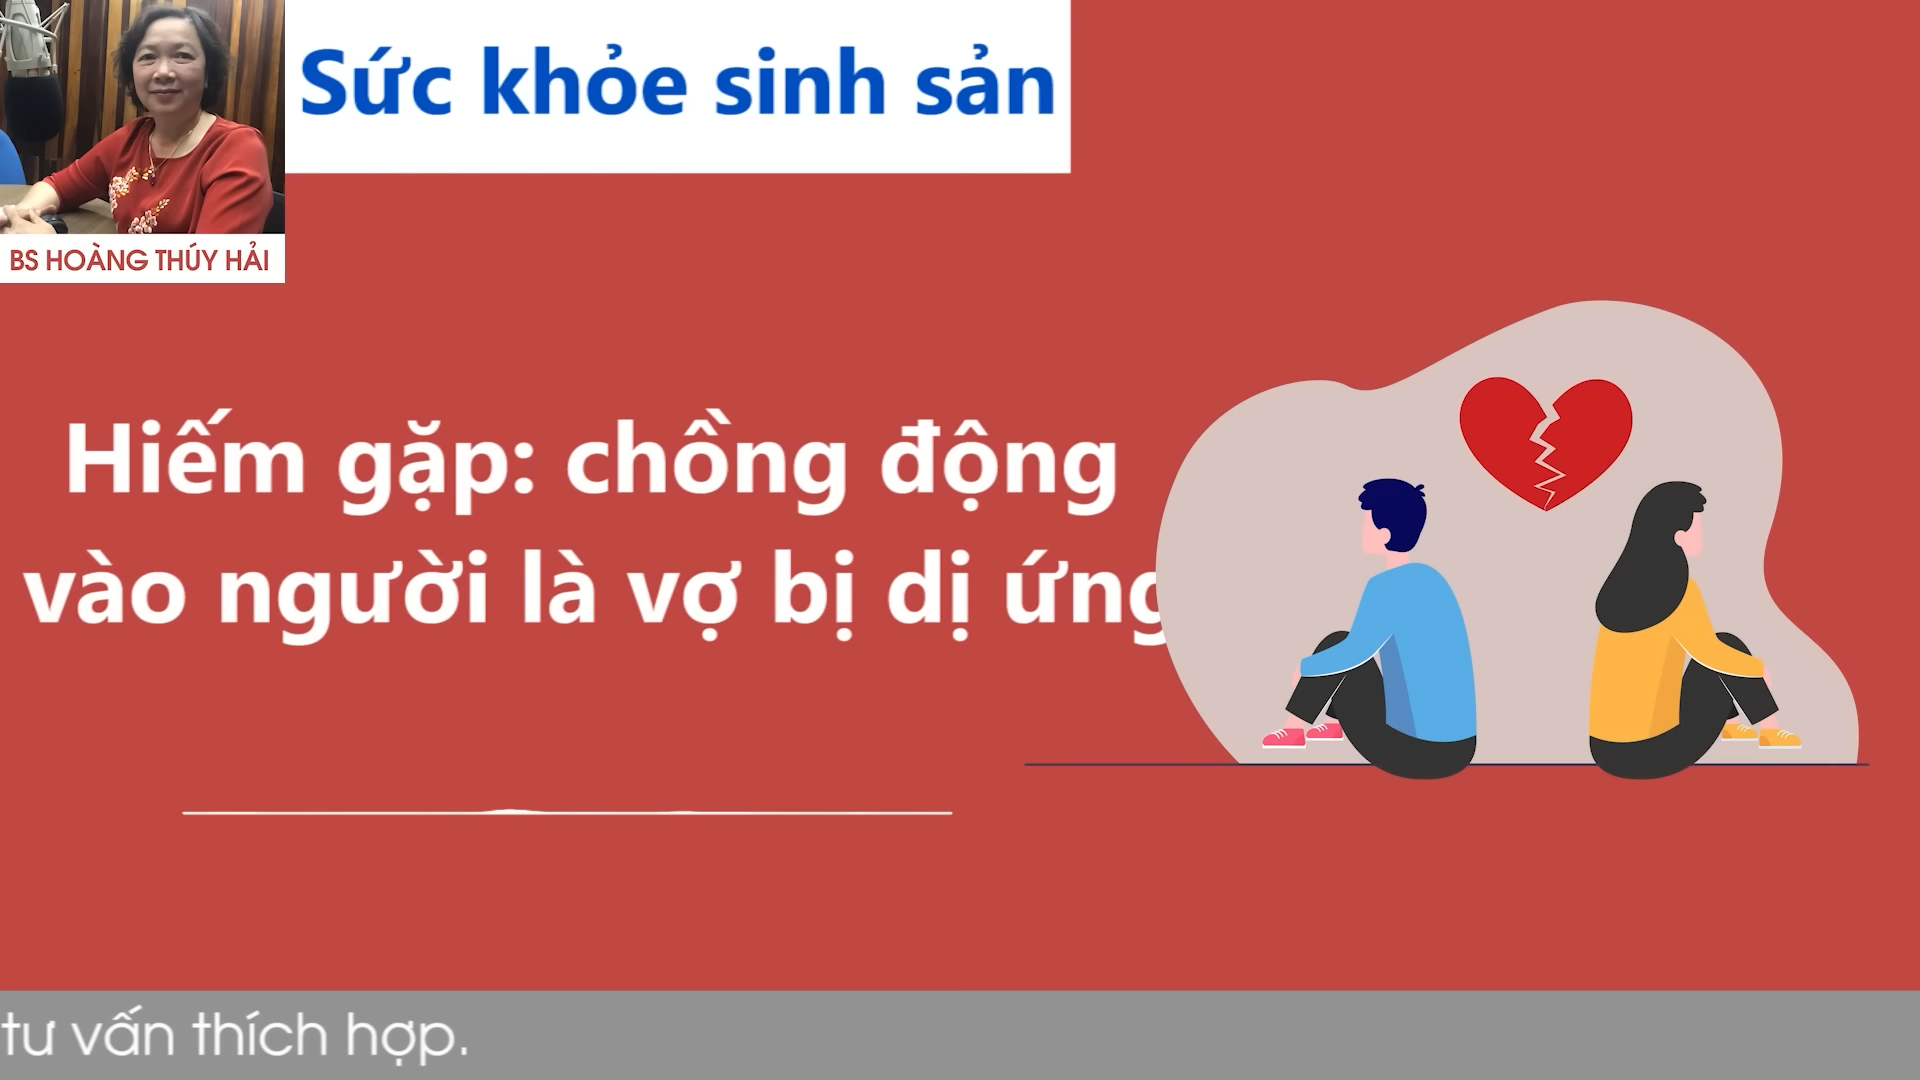 Sức khỏe sinh sản
BS HOÀNG THÚY HẢI
Hiếm gặp: chồng động
vào người là vợ bị dị ứng
tư vấn thích hợp.